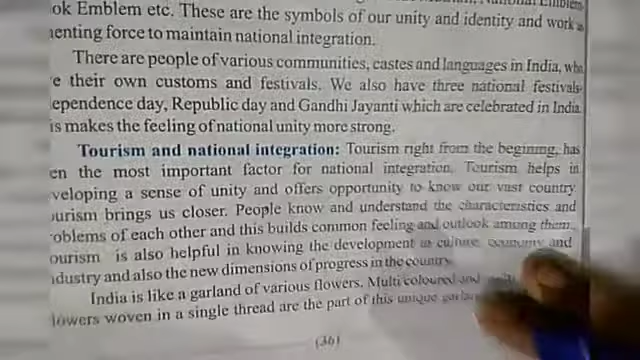 ok Emblem etc. These are the symbols of our unity and identity and work as
enting force to maintain national integration.
There are people of various communities, castes and languages in India, who
e their own customs and festivals. We also have three national festivals-
ependence day, Republic day and Gandhi Jayanti which are celebrated in India.
is makes the feeling of national unity more strong.
Tourism and national integration: Tourism right from the begining, has
en the most important factor for national integration. Tourism helps in
veloping a sense of unity and offers opportunity to know our vast country.
ourism brings us closer. People know and understand the characteristics and
oblems of each other and this builds common feeling and outlook among them.
ourism is also helpful in knowing the development in culture, economy and
dustry and also the new dimensions of progress in the country.
India is like a garland of various flowers. Multi coloured and
lowers woven in a single thread are the part of this unique
(36)